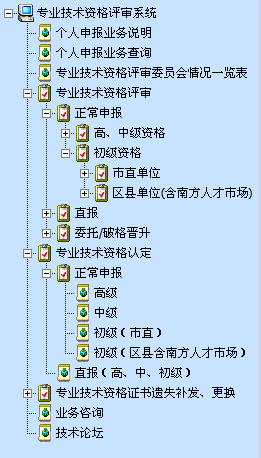 专业技术资格评审系统
个人申报业务说明
个人申报业务查询
专业技术资格评审委员会情况一览表
专业技术资格评审
正常申报
高、中级资格
初级资格
市直单位
区县单位(含南方人才市场)
直报
委托/破格晋升
专业技术资格认定
正常申报
高级
中级
初级（市直）
初级（区县含南方人才市场）
直报（高、中、初级）
专业技术资格证书遗失补发、更换
业务咨询
技术论坛